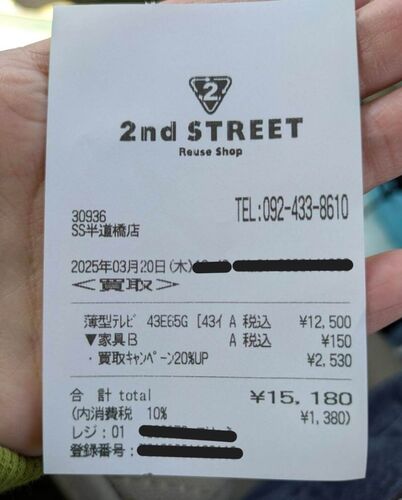 2
2nd STREET
Reuse Shop
TEL:092-433-8610
30936
SS半道橋店
2025年03月20日(木)
<買取>
薄型テレビ 43E65G [43イ A 税込 ¥12,500
▼家具B A 税込 ¥150
・買取キャンペーン20%UP ¥2,530
合 計 total ¥15,180
(内消費税 10% ¥1,380)
レジ:01
登録番号: